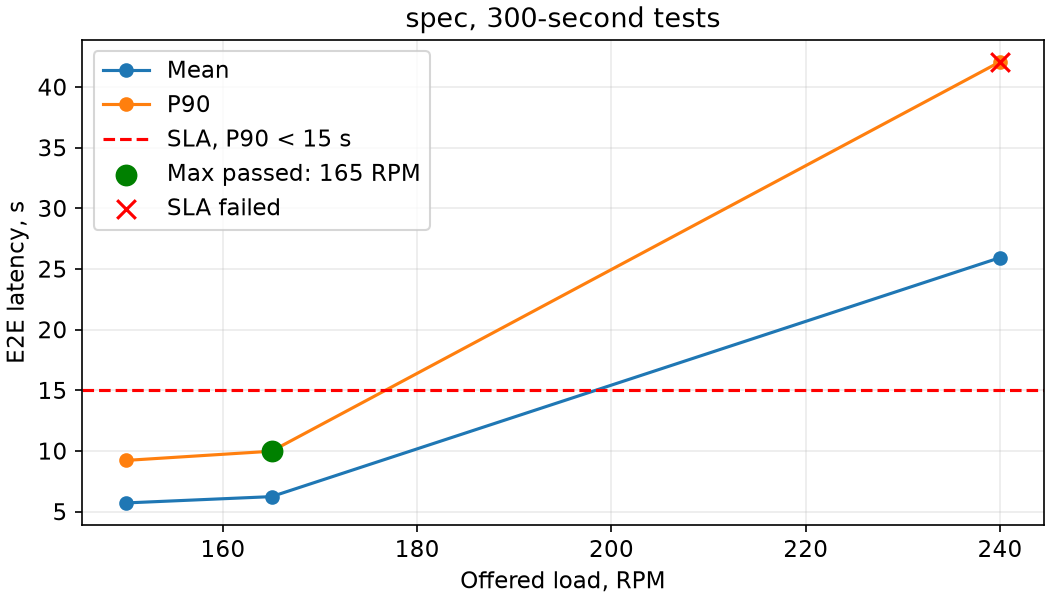 spec, 300-second tests
Mean
P90
SLA, P90 < 15 s
Max passed: 165 RPM
SLA failed
E2E latency, s
40
35
30
25
20
15
10
5
160
180
200
220
240
Offered load, RPM